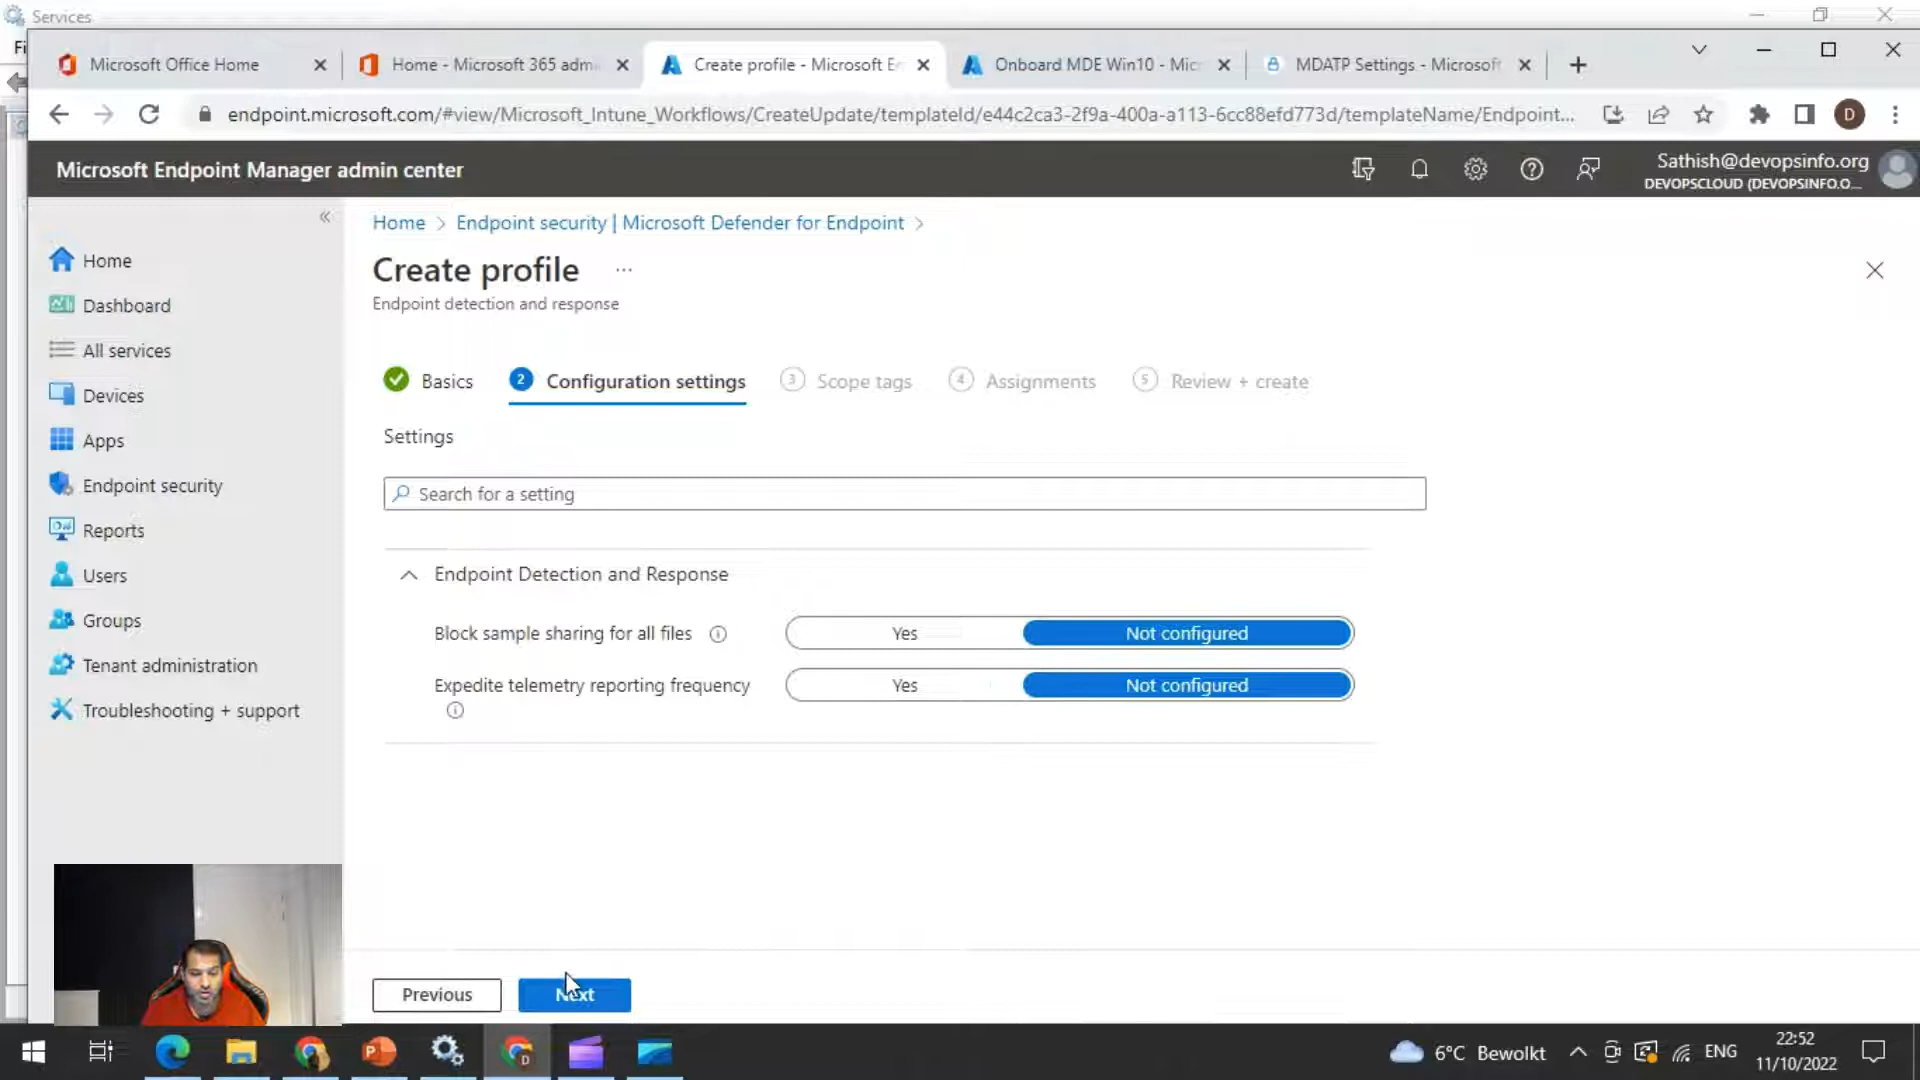 Services
Fi
Microsoft Office Home
Home - Microsoft 365 adm
Create profile - Microsoft E
Onboard MDE Win10 - Mic
MDATP Settings - Microsoft
endpoint.microsoft.com/#view/Microsoft_Intune_Workflows/CreateUpdate/templateId/e44c2ca3-2f9a-400a-a113-6cc88efd773d/templateName/Endpoint...
D
Microsoft Endpoint Manager admin center
Sathish@devopsinfo.org
DEVOPSCLOUD (DEVOPSINFO.O...
Home > Endpoint security | Microsoft Defender for Endpoint >
Create profile ...
Endpoint detection and response
Home
Dashboard
All services
Devices
Apps
Endpoint security
Reports
Users
Groups
Tenant administration
Troubleshooting + support
Basics
2 Configuration settings
3 Scope tags
4 Assignments
5 Review + create
Settings
Search for a setting
Endpoint Detection and Response
Block sample sharing for all files
Yes
Not configured
Expedite telemetry reporting frequency
Yes
Not configured
Previous
Next
6°C Bewolkt
ENG
22:52
11/10/2022